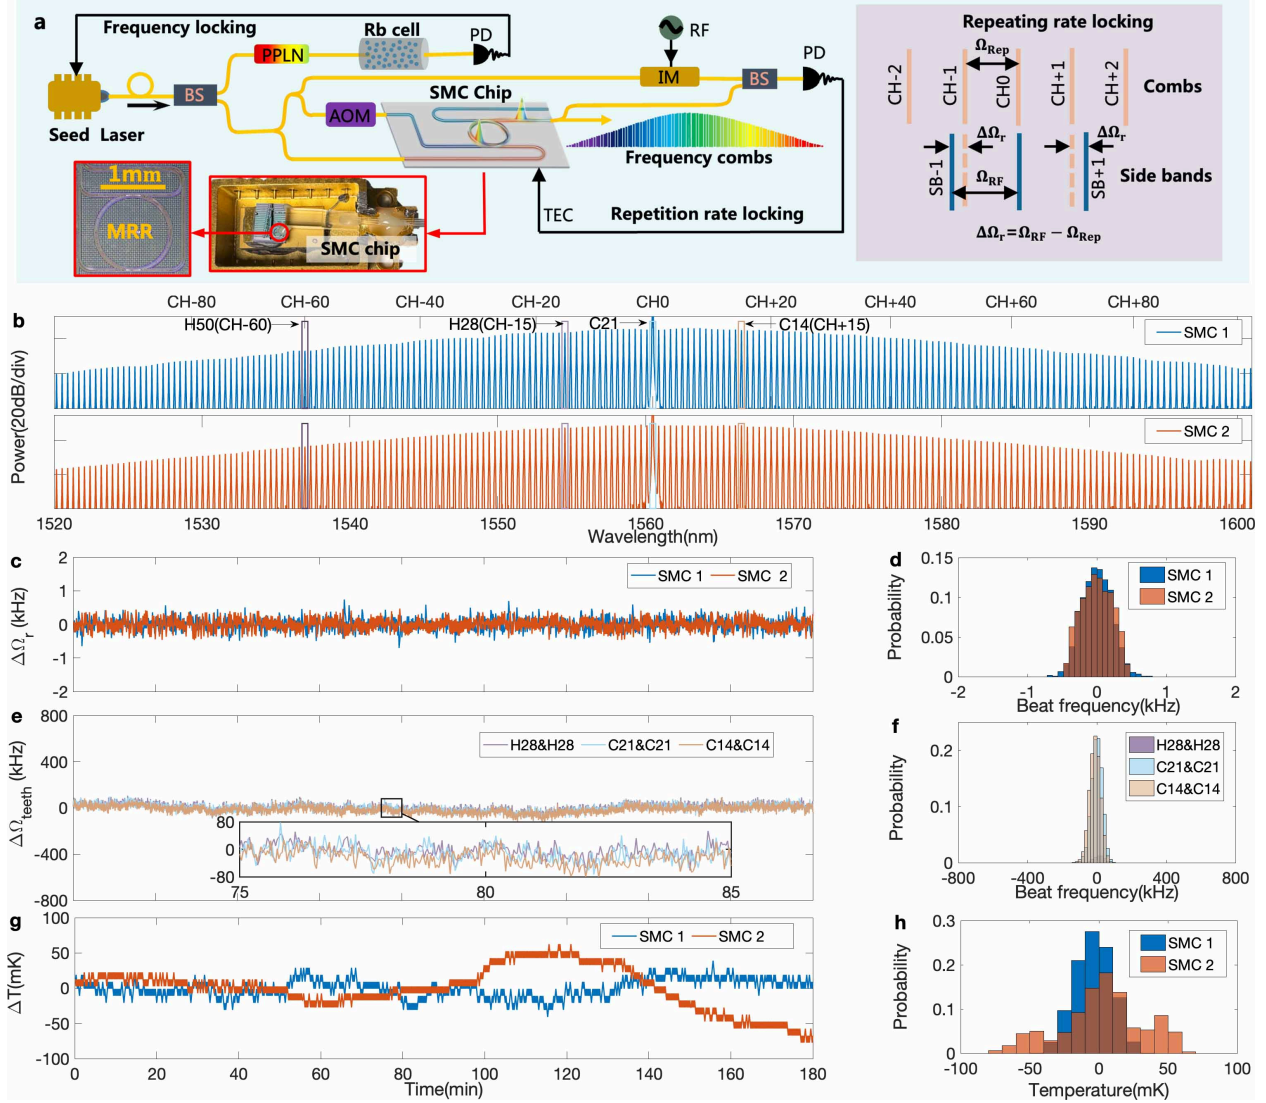 a
Frequency locking
Seed Laser
BS
PPLN
Rb cell
PD
AOM
SMC Chip
RF
IM
BS
PD
Frequency combs
TEC
Repetition rate locking
1mm
MRR
SMC chip
Repeating rate locking
CH-2
CH-1
Ω_Rep
CH0
CH+1
CH+2
Combs
SB-1
ΔΩ_r
Ω_RF
SB+1
ΔΩ_r
Side bands
ΔΩ_r=Ω_RF − Ω_Rep
CH-80 CH-60 CH-40 CH-20 CH0 CH+20 CH+40 CH+60 CH+80
b
H50(CH-60)
H28(CH-15)
C21
C14(CH+15)
SMC 1
SMC 2
Power(20dB/div)
1520 1530 1540 1550 1560 1570 1580 1590 1600
Wavelength(nm)
c
ΔΩ_r (kHz)
2
1
0
-1
-2
SMC 1 SMC 2
d
Probability
0.15
0.1
0.05
0
SMC 1
SMC 2
-2 -1 0 1 2
Beat frequency(kHz)
e
ΔΩ_teeth (kHz)
800
400
0
-400
-800
H28&H28 C21&C21 C14&C14
80
0
-80
75 80 85
f
Probability
0.2
0.1
0
H28&H28
C21&C21
C14&C14
-800 -400 0 400 800
Beat frequency(kHz)
g
ΔT(mK)
100
50
0
-50
-100
SMC 1 SMC 2
0 20 40 60 80 100 120 140 160 180
Time(min)
h
Probability
0.3
0.2
0.1
0
SMC 1
SMC 2
-100 -50 0 50 100
Temperature(mK)